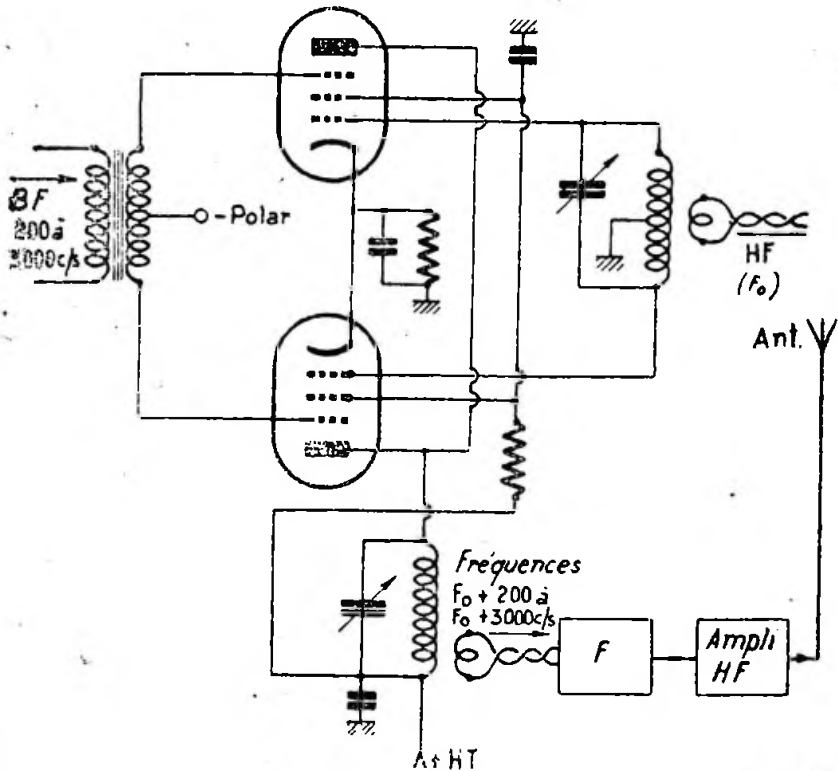 BF
200 à
3000 c/s
-Polar
HF
(F₀)
Ant.
Fréquences
F₀ + 200 à
F₀ + 3000 c/s
F
Ampli
HF
A + HT